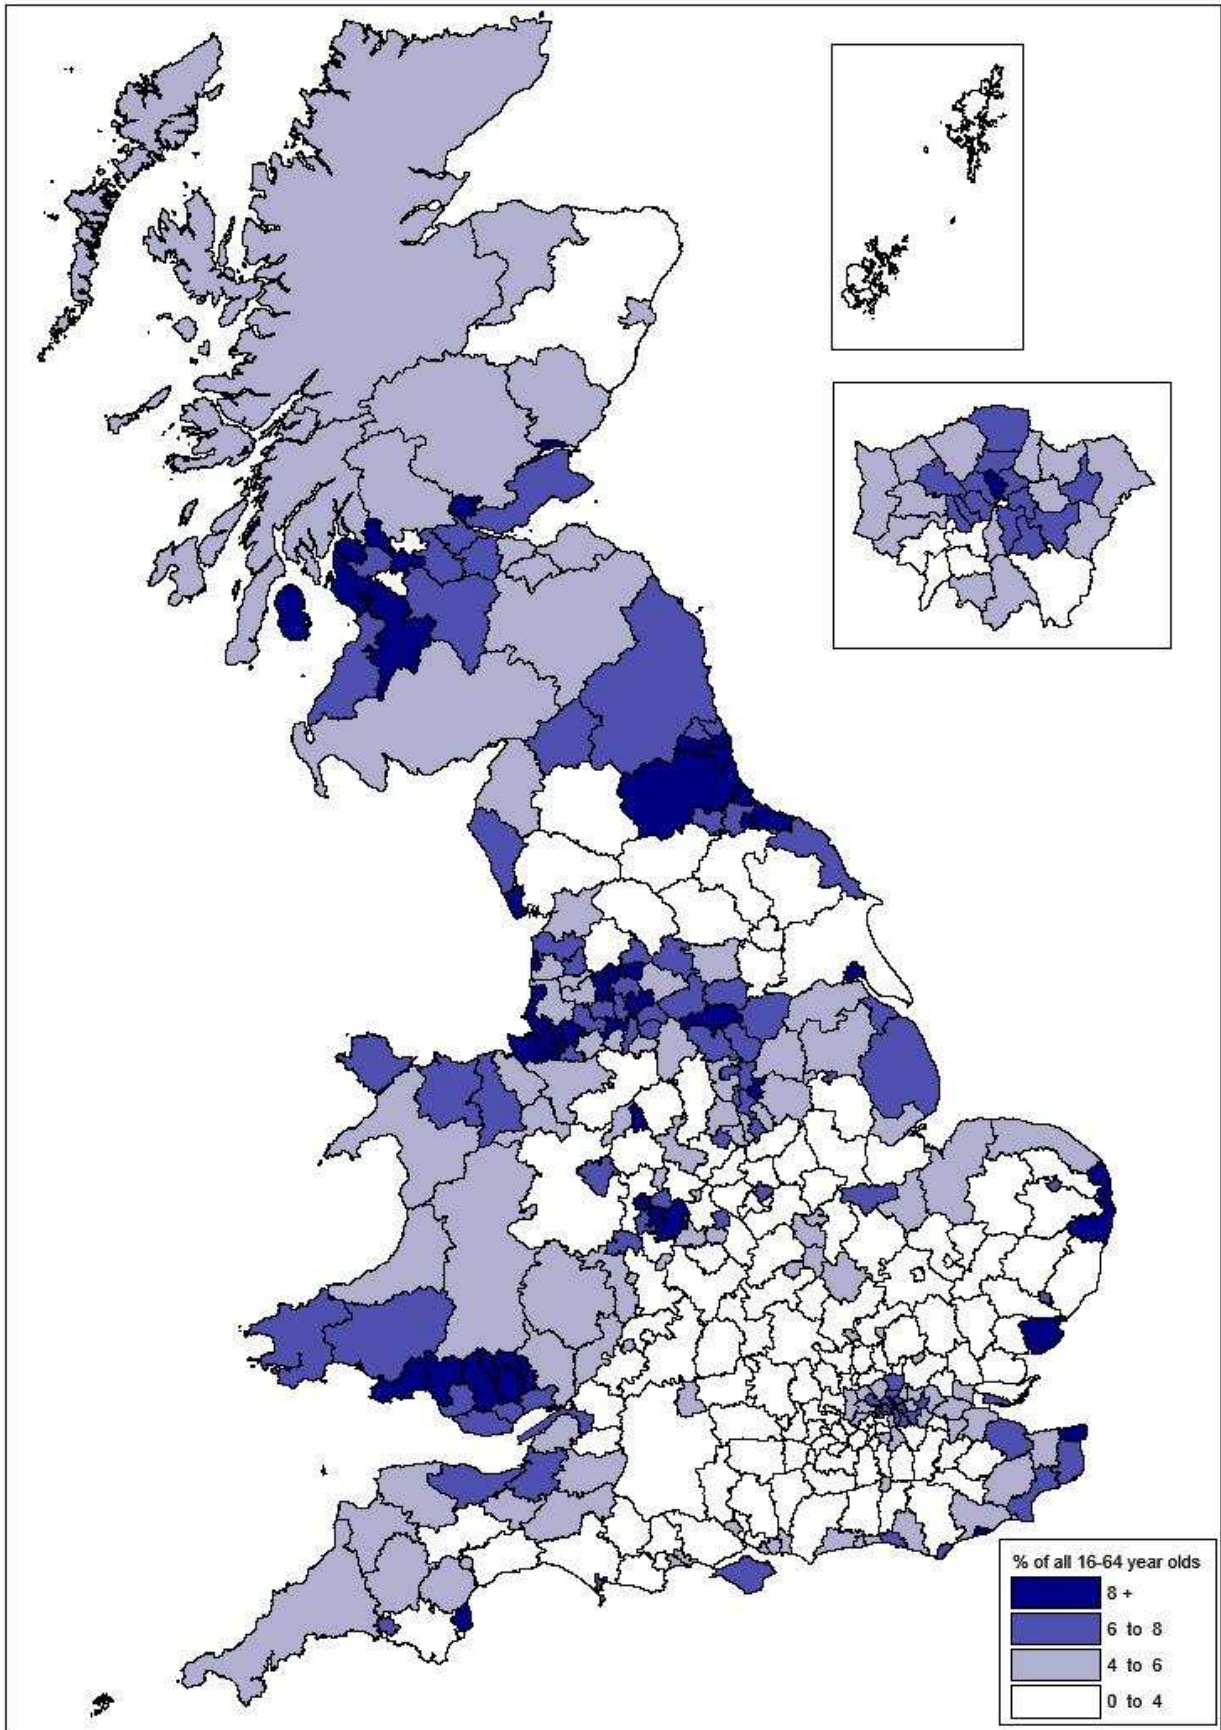 % of all 16-64 year olds
8 +
6 to 8
4 to 6
0 to 4